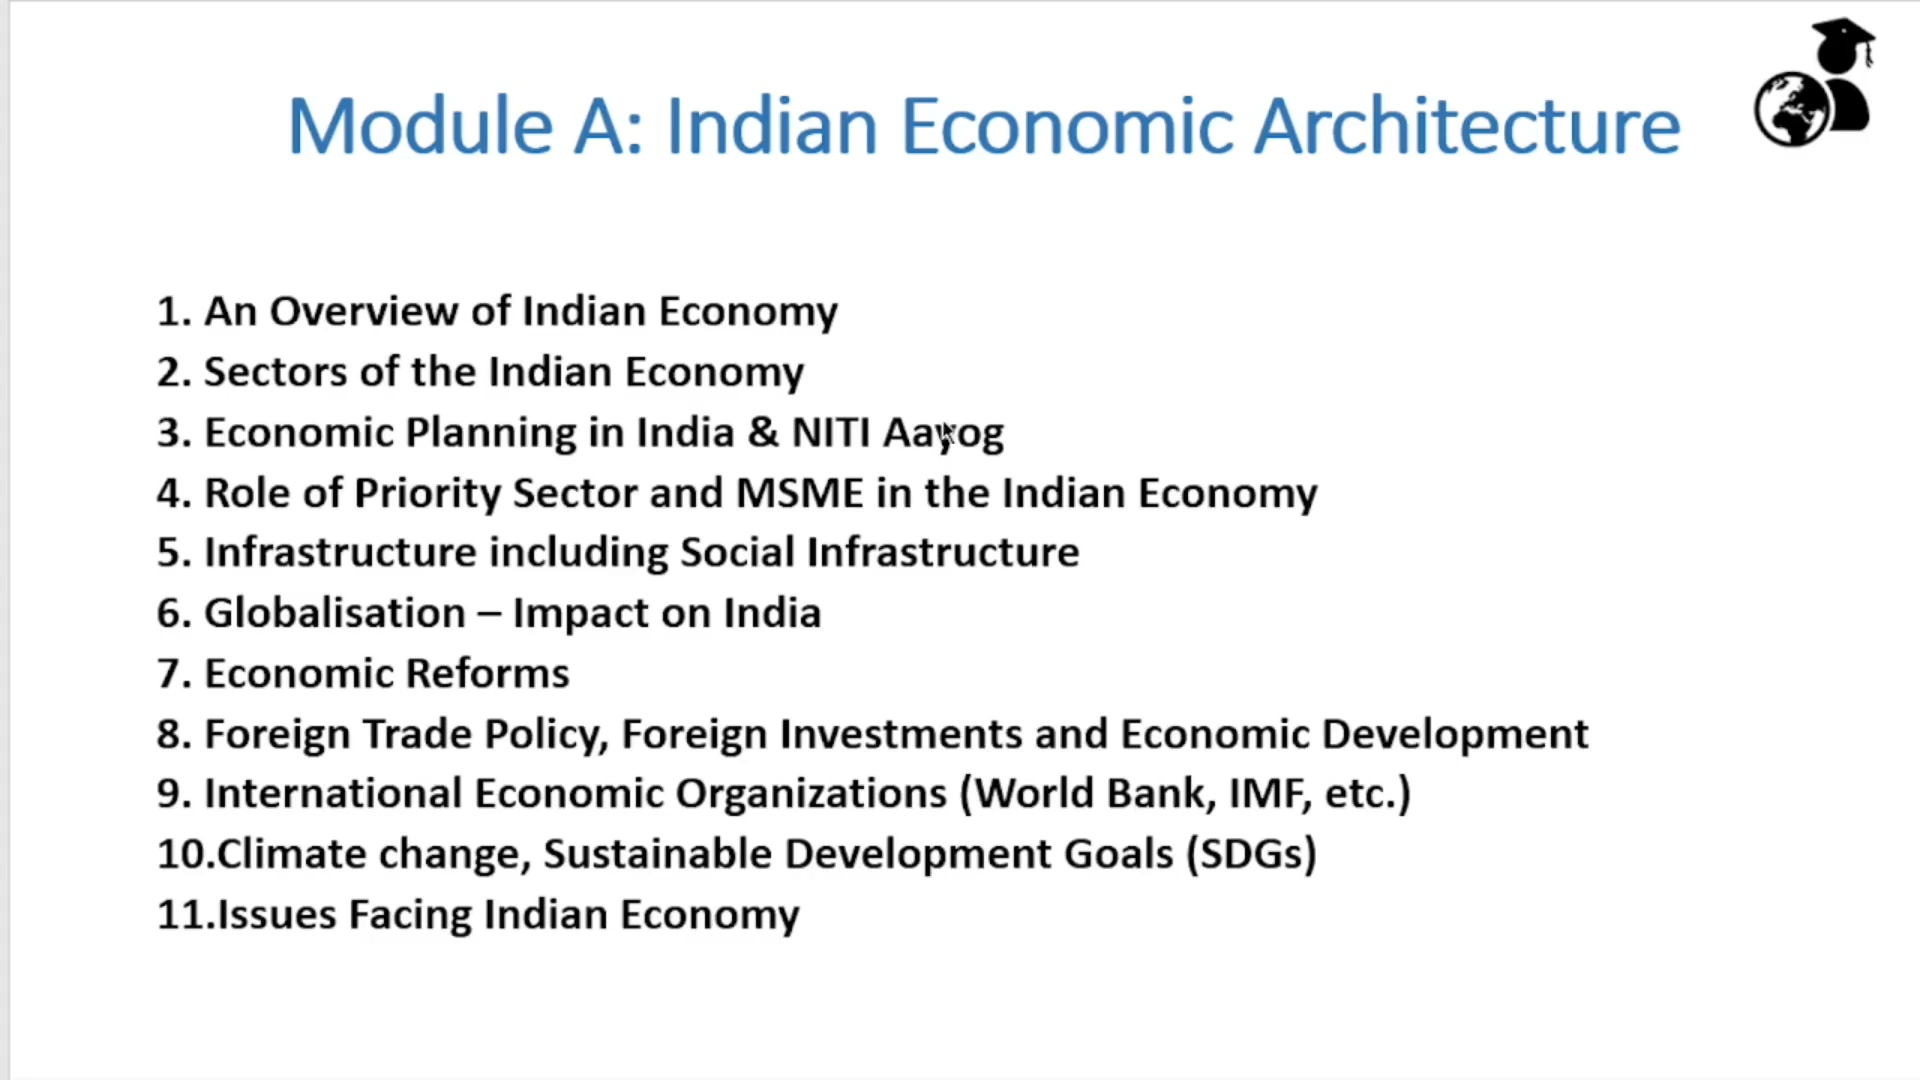 Module A: Indian Economic Architecture
1. An Overview of Indian Economy
2. Sectors of the Indian Economy
3. Economic Planning in India & NITI Aayog
4. Role of Priority Sector and MSME in the Indian Economy
5. Infrastructure including Social Infrastructure
6. Globalisation – Impact on India
7. Economic Reforms
8. Foreign Trade Policy, Foreign Investments and Economic Development
9. International Economic Organizations (World Bank, IMF, etc.)
10.Climate change, Sustainable Development Goals (SDGs)
11.Issues Facing Indian Economy